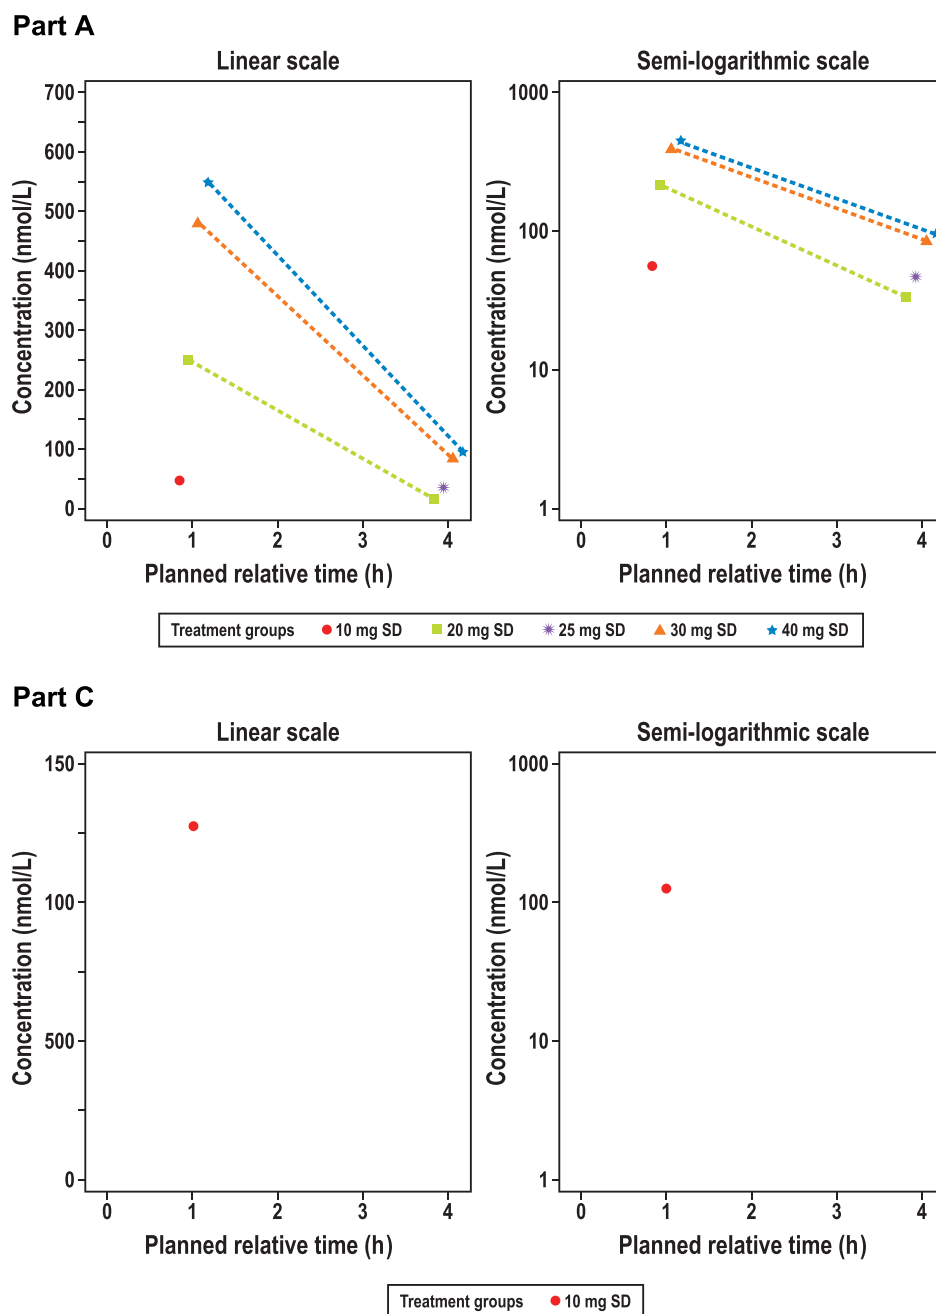 Part A
Linear scale
Concentration (nmol/L)
700
600
500
400
300
200
100
0
0 1 2 3 4
Planned relative time (h)
Semi-logarithmic scale
Concentration (nmol/L)
1000
100
10
1
0 1 2 3 4
Planned relative time (h)
Treatment groups 10 mg SD 20 mg SD 25 mg SD 30 mg SD 40 mg SD
Part C
Linear scale
Concentration (nmol/L)
150
100
500
0
0 1 2 3 4
Planned relative time (h)
Semi-logarithmic scale
Concentration (nmol/L)
1000
100
10
1
0 1 2 3 4
Planned relative time (h)
Treatment groups 10 mg SD